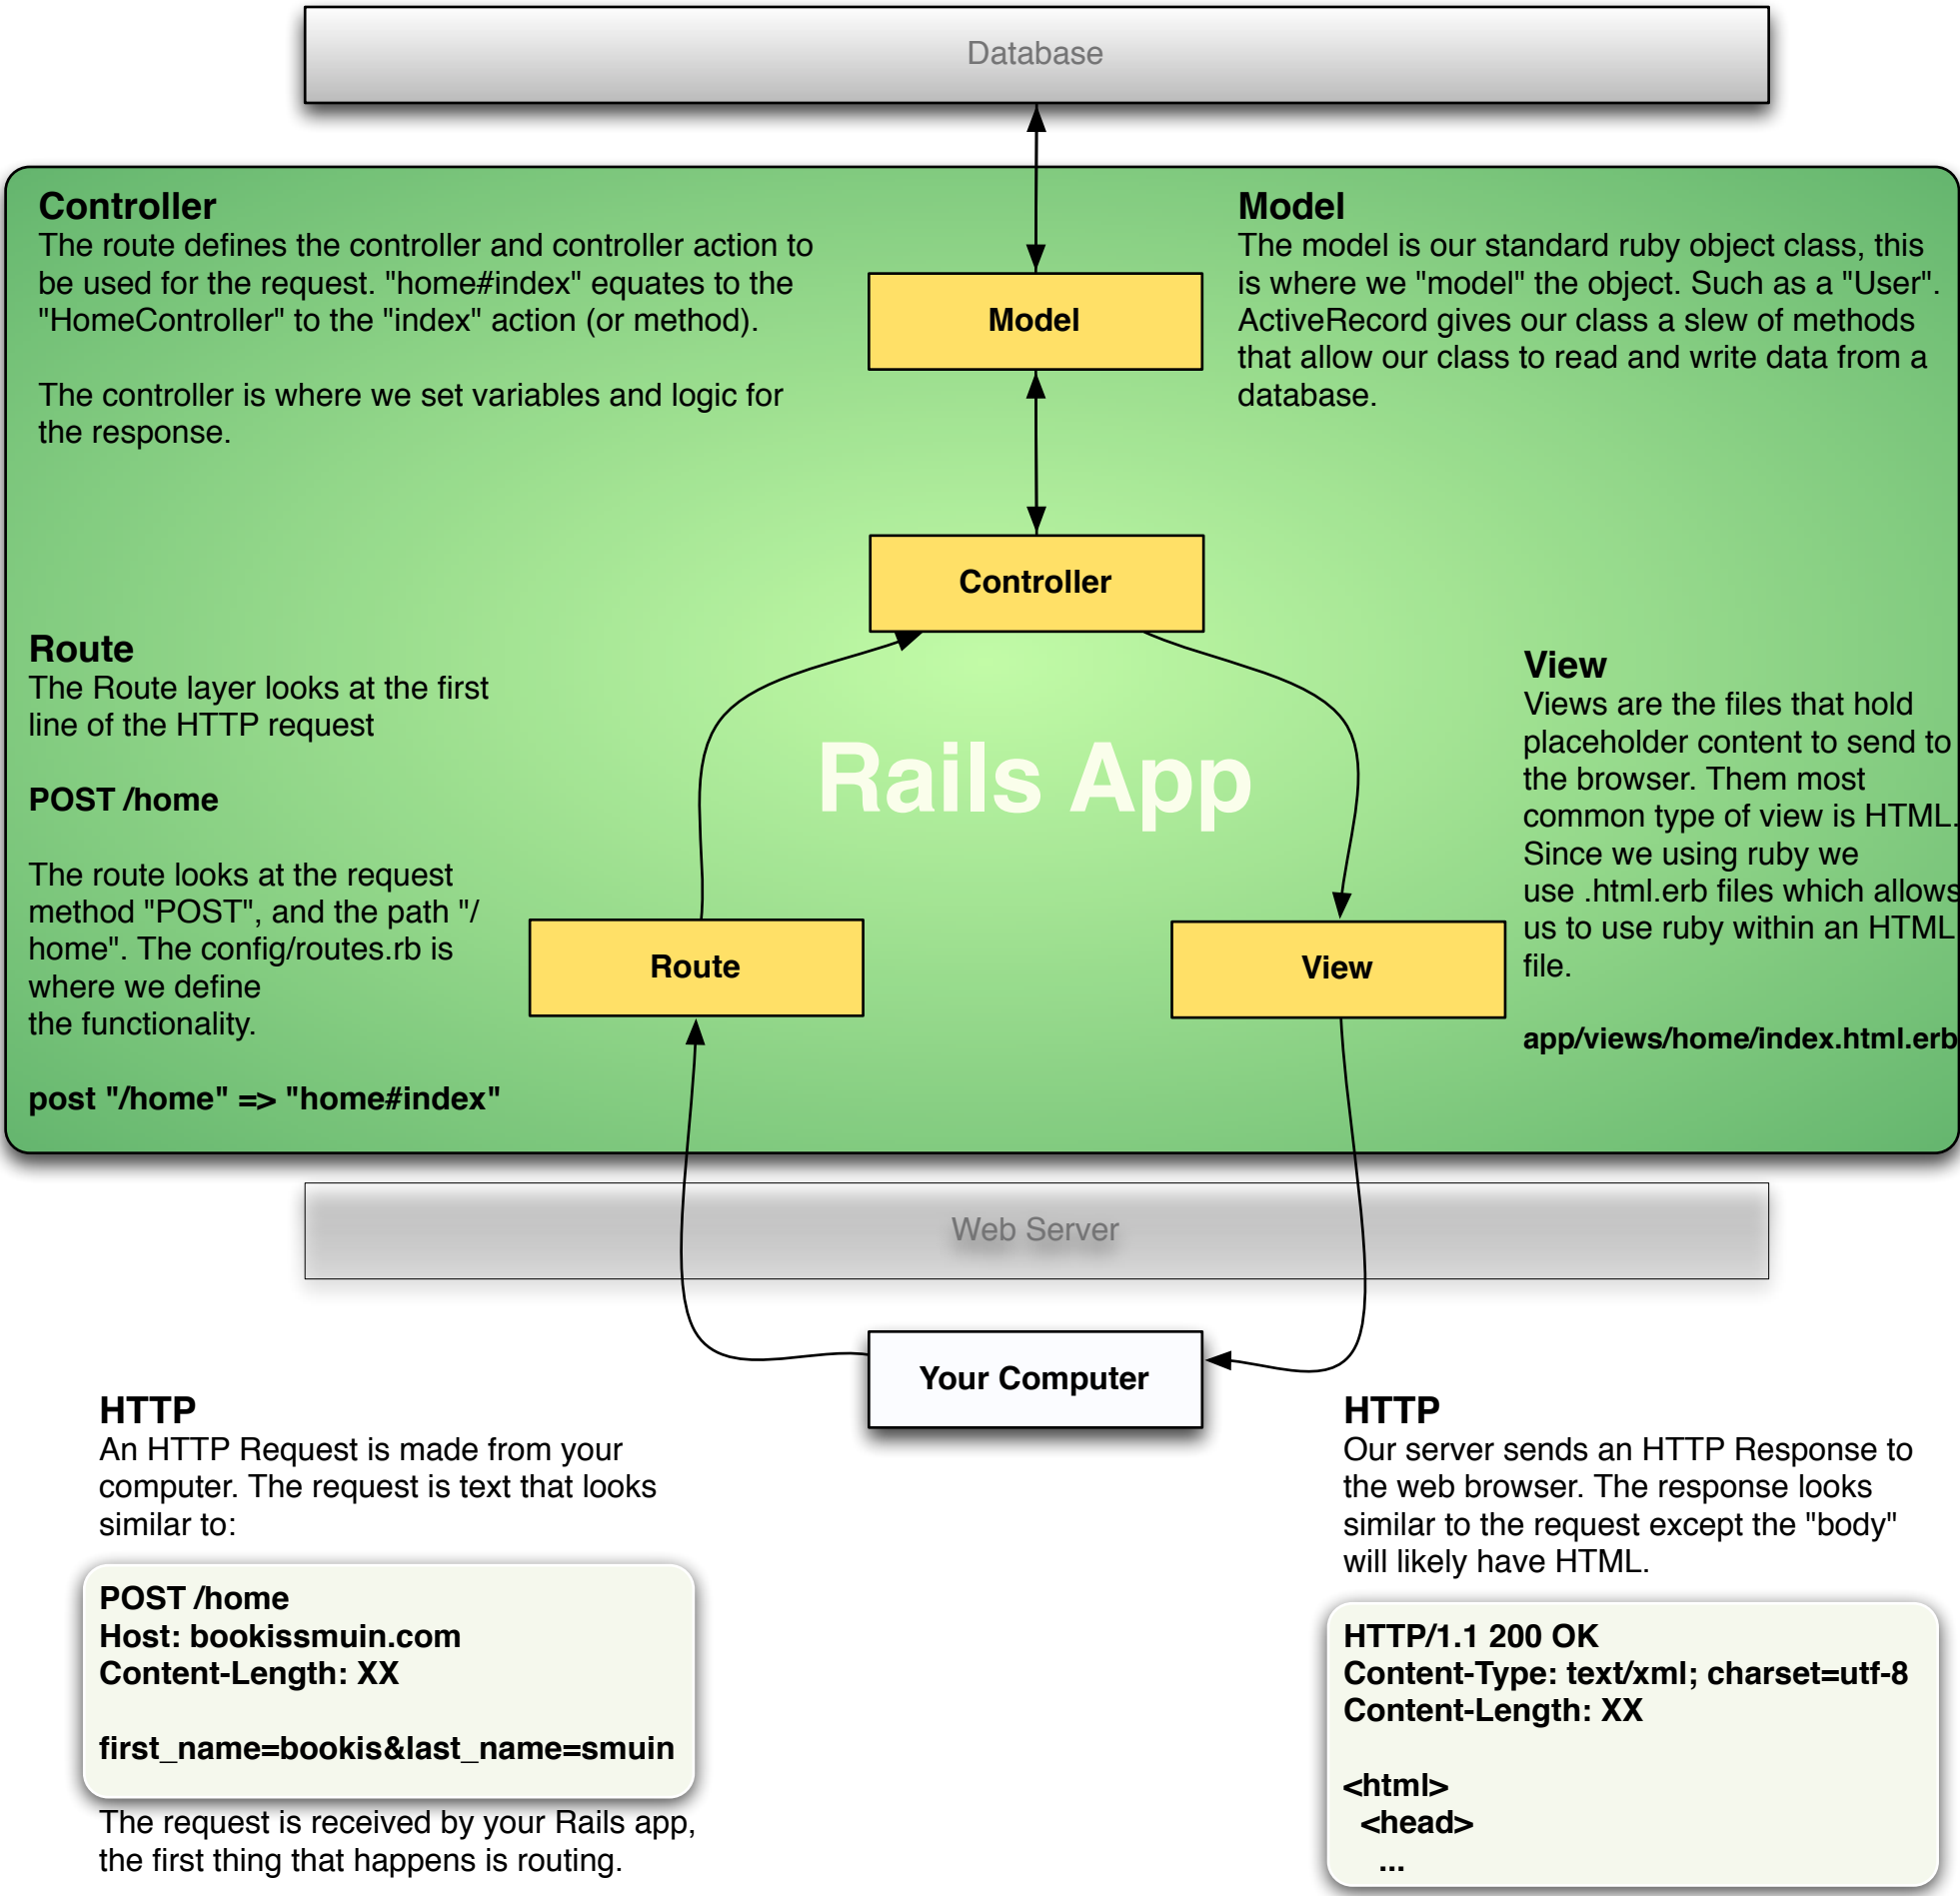 Database
Controller
The route defines the controller and controller action to
be used for the request. "home#index" equates to the
"HomeController" to the "index" action (or method).
The controller is where we set variables and logic for
the response.
Model
Model
The model is our standard ruby object class, this
is where we "model" the object. Such as a "User".
ActiveRecord gives our class a slew of methods
that allow our class to read and write data from a
database.
Controller
Route
The Route layer looks at the first
line of the HTTP request
POST /home
The route looks at the request
method "POST", and the path "/
home". The config/routes.rb is
where we define
the functionality.
post "/home" => "home#index"
Rails App
Route
View
View
Views are the files that hold
placeholder content to send to
the browser. Them most
common type of view is HTML.
Since we using ruby we
use .html.erb files which allows
us to use ruby within an HTML
file.
app/views/home/index.html.erb
Web Server
Your Computer
HTTP
An HTTP Request is made from your
computer. The request is text that looks
similar to:
POST /home
Host: bookissmuin.com
Content-Length: XX
first_name=bookis&last_name=smuin
The request is received by your Rails app,
the first thing that happens is routing.
HTTP
Our server sends an HTTP Response to
the web browser. The response looks
similar to the request except the "body"
will likely have HTML.
HTTP/1.1 200 OK
Content-Type: text/xml; charset=utf-8
Content-Length: XX
<html>
<head>
...